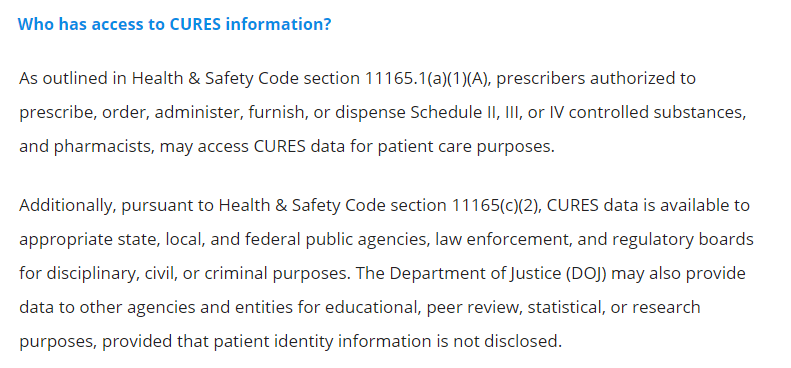 Who has access to CURES information?
As outlined in Health & Safety Code section 11165.1(a)(1)(A), prescribers authorized to
prescribe, order, administer, furnish, or dispense Schedule II, III, or IV controlled substances,
and pharmacists, may access CURES data for patient care purposes.
Additionally, pursuant to Health & Safety Code section 11165(c)(2), CURES data is available to
appropriate state, local, and federal public agencies, law enforcement, and regulatory boards
for disciplinary, civil, or criminal purposes. The Department of Justice (DOJ) may also provide
data to other agencies and entities for educational, peer review, statistical, or research
purposes, provided that patient identity information is not disclosed.